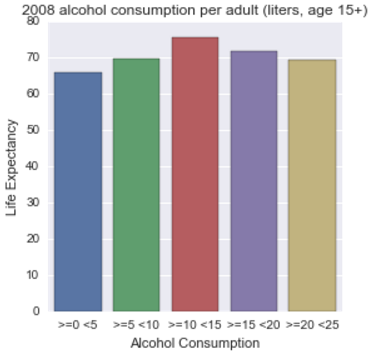 2008 alcohol consumption per adult (liters, age 15+)
80
70
60
50
40
30
20
10
0
Life Expectancy
>=0 <5 >=5 <10 >=10 <15 >=15 <20 >=20 <25
Alcohol Consumption